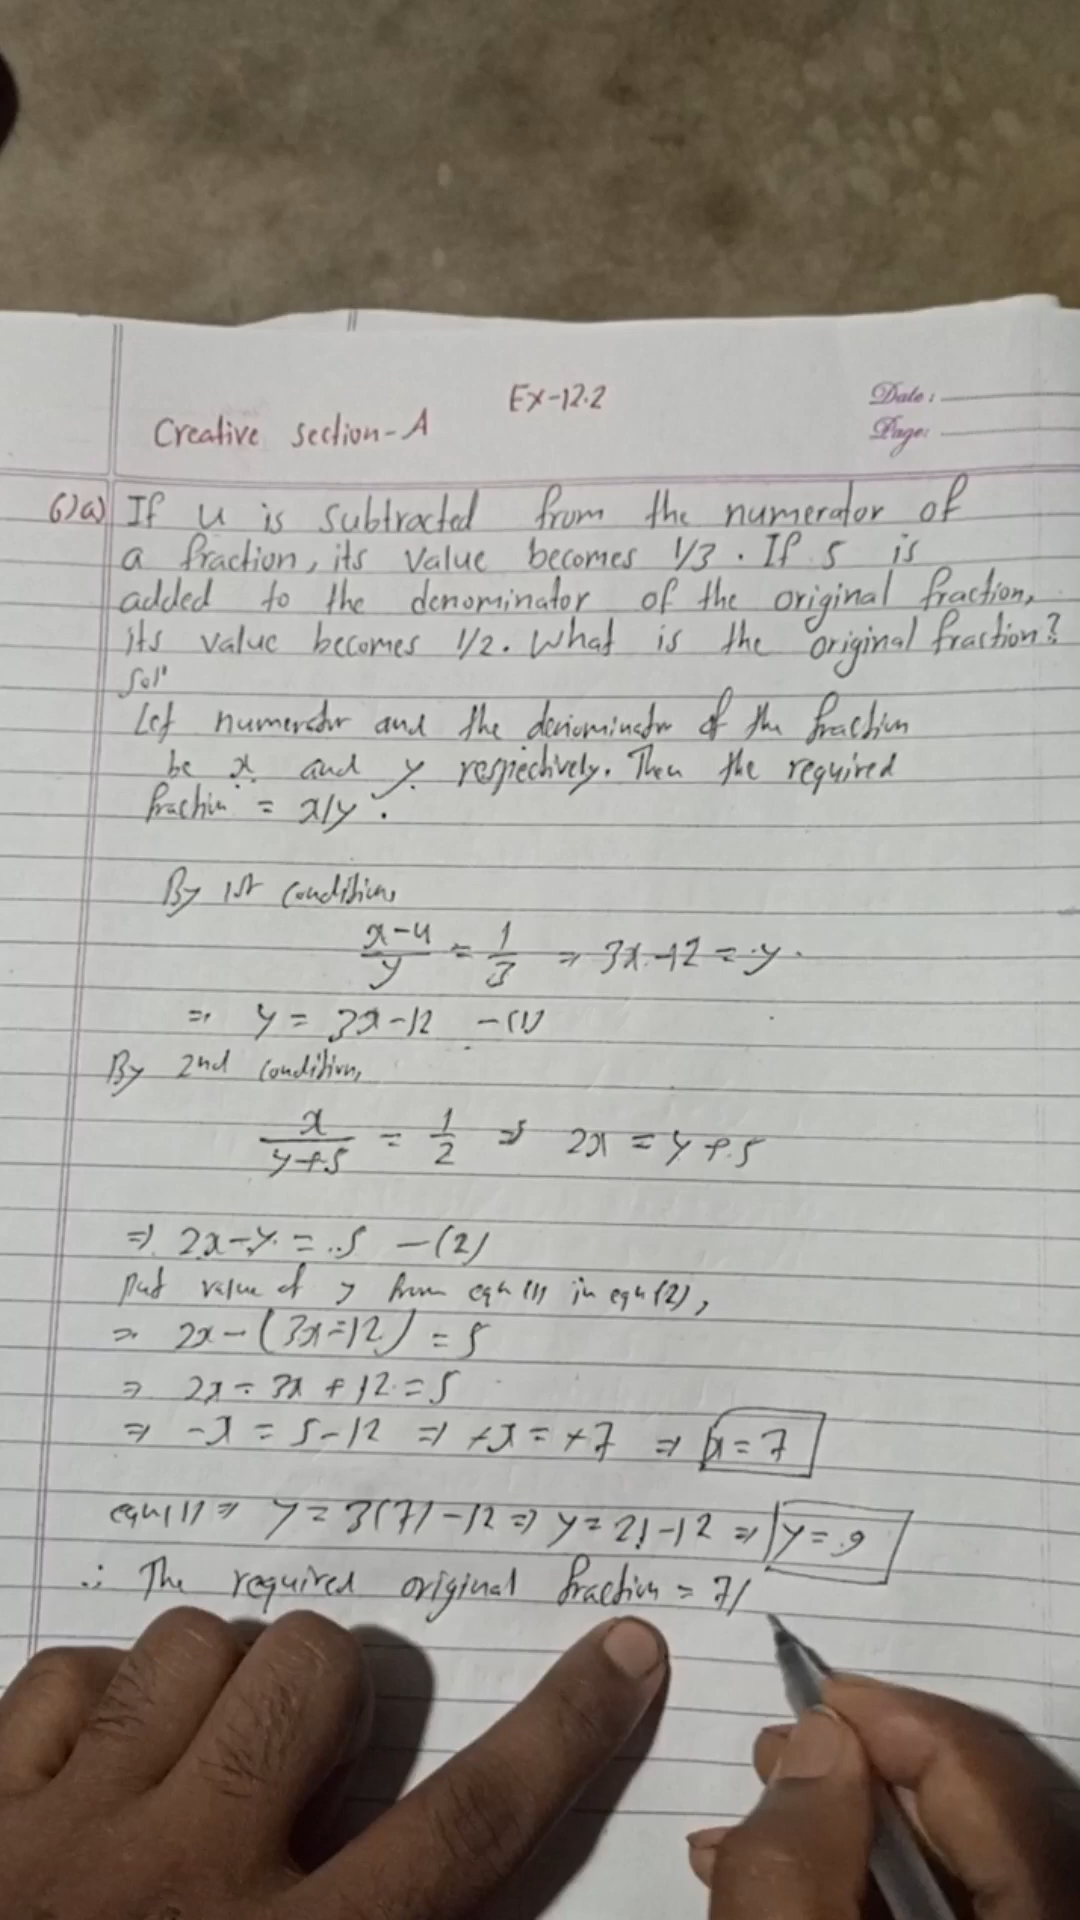 Ex-12.2
Creative section-A
Date:
Page:
6)a) If 4 is subtracted from the numerator of
a fraction, its value becomes 1/3. If 5 is
added to the denominator of the original fraction,
its value becomes 1/2. What is the original fraction?
Solⁿ
Let numerator and the denominator of the fraction
be x and y respectively. Then the required
fraction = x/y.
By 1st condition,
x-4/y = 1/3 ⇒ 3x-12 = y
⇒ y = 3x-12 -(1)
By 2nd condition,
x/y+5 = 1/2 ⇒ 2x = y+5
⇒ 2x-y = 5 -(2)
Put value of y from eqn(1) in eqn(2),
⇒ 2x-(3x-12) = 5
⇒ 2x-3x+12 = 5
⇒ -x = 5-12 ⇒ +x = +7 ⇒ x = 7
eqn(1) ⇒ y = 3(7)-12 ⇒ y = 21-12 ⇒ y = 9
∴ The required original fraction = 7/